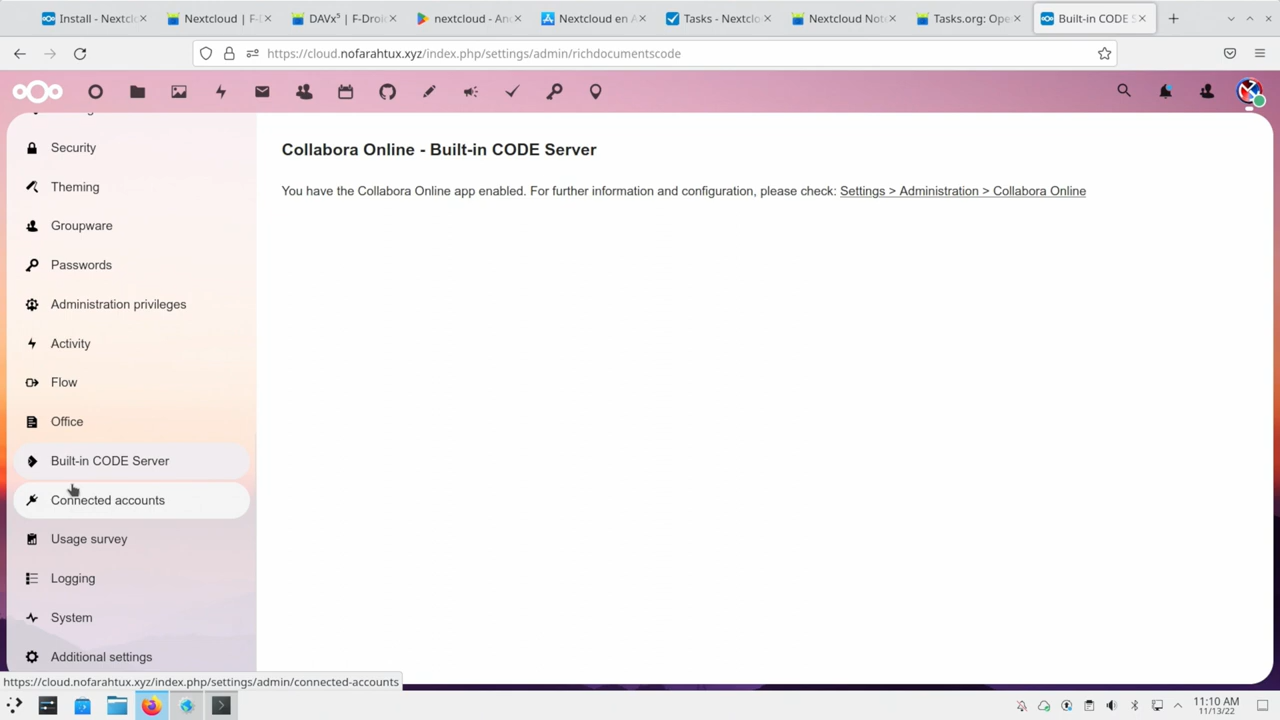 Install - Nextcl
Nextcloud | F-D
DAVx⁵ | F-Droi
nextcloud - An
Nextcloud en A
Tasks - Nextclo
Nextcloud Not
Tasks.org: Ope
Built-in CODE S
https://cloud.nofarahtux.xyz/index.php/settings/admin/richdocumentscode
Security
Theming
Groupware
Passwords
Administration privileges
Activity
Flow
Office
Built-in CODE Server
Connected accounts
Usage survey
Logging
System
Additional settings
Collabora Online - Built-in CODE Server
You have the Collabora Online app enabled. For further information and configuration, please check: Settings > Administration > Collabora Online
https://cloud.nofarahtux.xyz/index.php/settings/admin/connected-accounts
11:10 AM
11/13/22